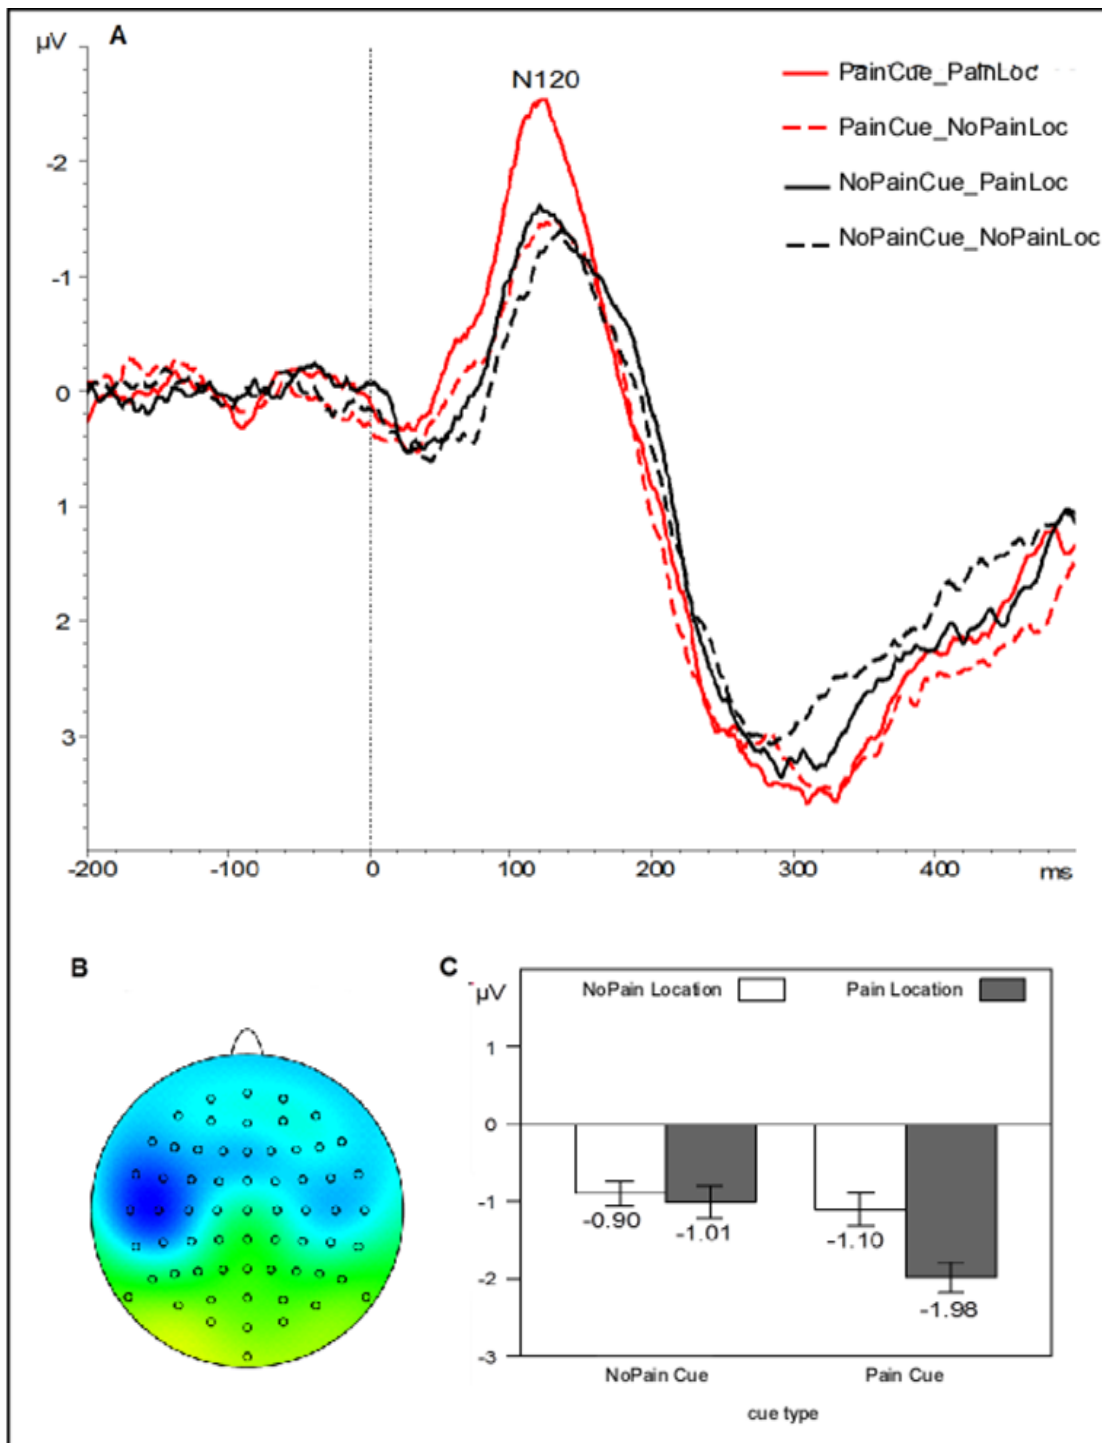 A
µV
N120
PainCue_PainLoc
PainCue_NoPainLoc
NoPainCue_PainLoc
NoPainCue_NoPainLoc
-2
-1
0
1
2
3
-200
-100
0
100
200
300
400
ms
B
C
µV
NoPain Location
Pain Location
1
0
-1
-2
-3
-0.90
-1.01
-1.10
-1.98
NoPain Cue
Pain Cue
cue type